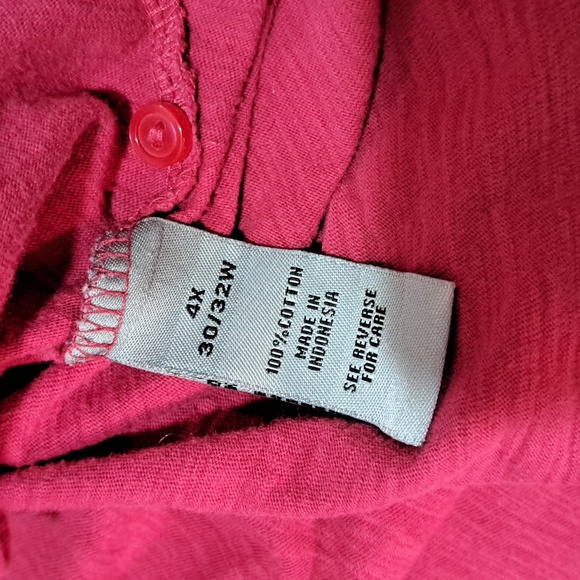 4X
30/32W
100%COTTON
MADE IN
INDONESIA
SEE REVERSE
FOR CARE